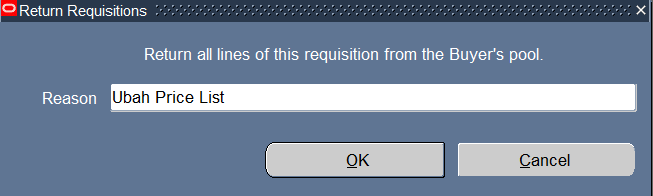 Return Requisitions
Return all lines of this requisition from the Buyer's pool.
Reason Ubah Price List
OK Cancel